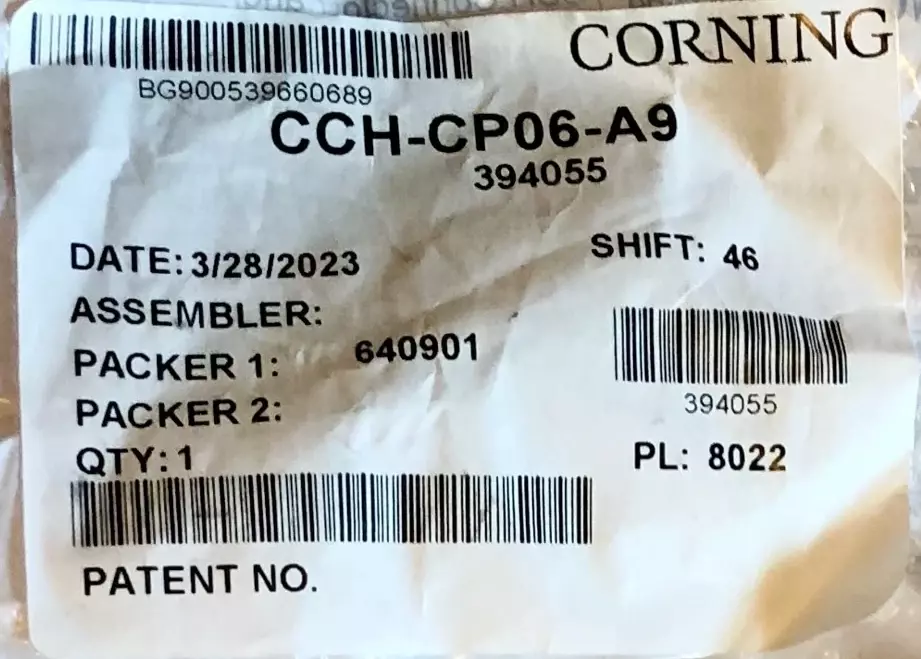 CORNING
BG900539660689
CCH-CP06-A9
394055
DATE: 3/28/2023
SHIFT: 46
ASSEMBLER:
PACKER 1: 640901
394055
PACKER 2:
QTY: 1
PL: 8022
PATENT NO.